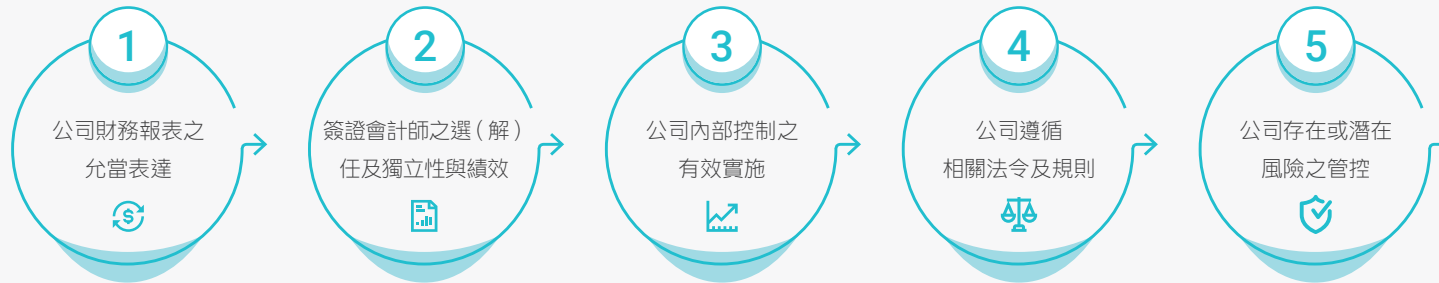 1
公司財務報表之
允當表達
2
簽證會計師之選（解）
任及獨立性與績效
3
公司內部控制之
有效實施
4
公司遵循
相關法令及規則
5
公司存在或潛在
風險之管控